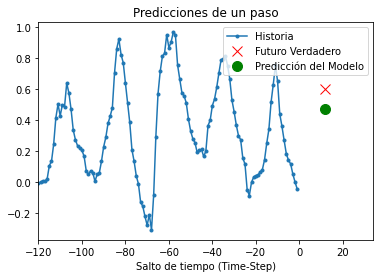 Predicciones de un paso
Historia
Futuro Verdadero
Predicción del Modelo
1.0
0.8
0.6
0.4
0.2
0.0
−0.2
−120 −100 −80 −60 −40 −20 0 20
Salto de tiempo (Time-Step)